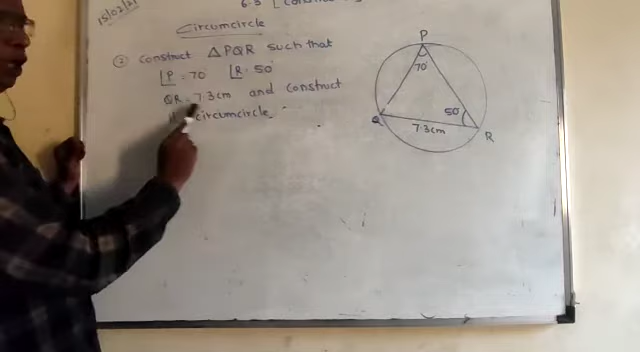 15/02/21
6.3
Circumcircle
② Construct △PQR such that
∠P = 70° ∠R = 50°
QR = 7.3cm and construct
circumcircle.
P
70°
50°
Q
7.3cm
R